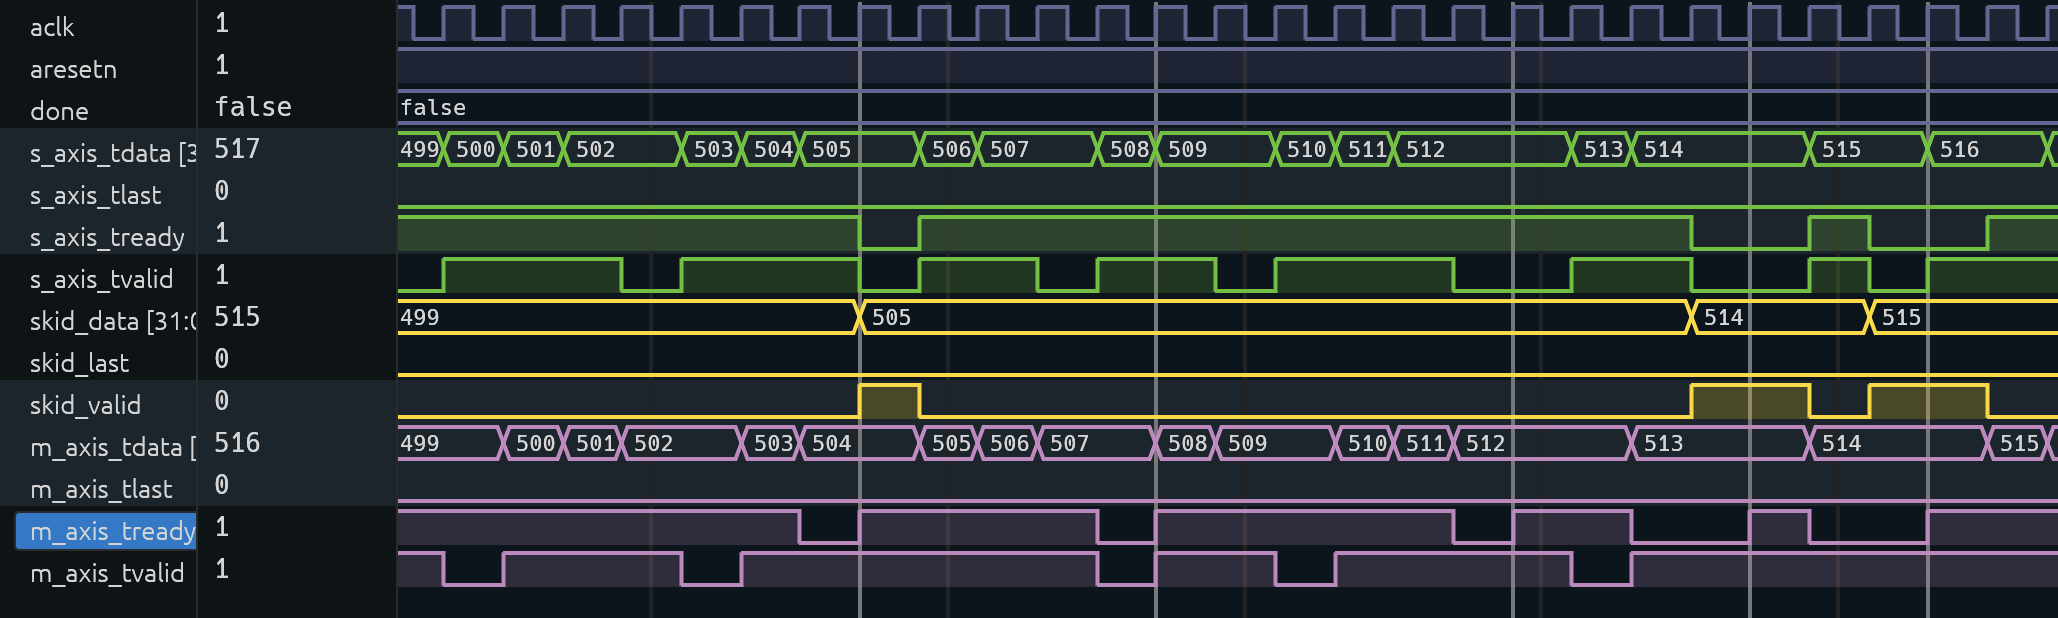 aclk 1
aresetn 1
done false false
s_axis_tdata [3 517 499 500 501 502 503 504 505 506 507 508 509 510 511 512 513 514 515 516
s_axis_tlast 0
s_axis_tready 1
s_axis_tvalid 1
skid_data [31:0 515 499 505 514 515
skid_last 0
skid_valid 0
m_axis_tdata [ 516 499 500 501 502 503 504 505 506 507 508 509 510 511 512 513 514 515
m_axis_tlast 0
m_axis_tready 1
m_axis_tvalid 1